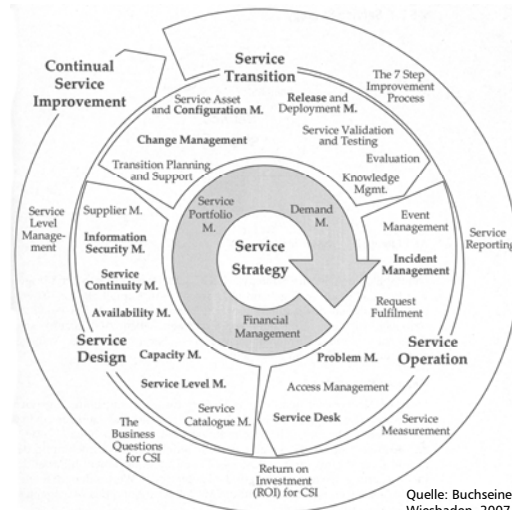 Continual
Service
Improvement
Service
Transition
The 7 Step
Improvement
Process
Service Asset
and Configuration M.
Release and
Deployment M.
Change Management
Service Validation
and Testing
Transition Planning
and Support
Evaluation
Knowledge
Mgmt.
Service
Portfolio
M.
Demand
M.
Service
Strategy
Financial
Management
Service
Level
Manage-
ment
Supplier M.
Information
Security M.
Service
Continuity M.
Availability M.
Service
Design
Capacity M.
Service Level M.
Service
Catalogue M.
Event
Management
Incident
Management
Request
Fulfilment
Service
Operation
Problem M.
Access Management
Service Desk
Service
Reporting
Service
Measurement
The
Business
Questions
for CSI
Return on
Investment
(ROI) for CSI
Quelle: Buchseine
Wiesbaden, 2007